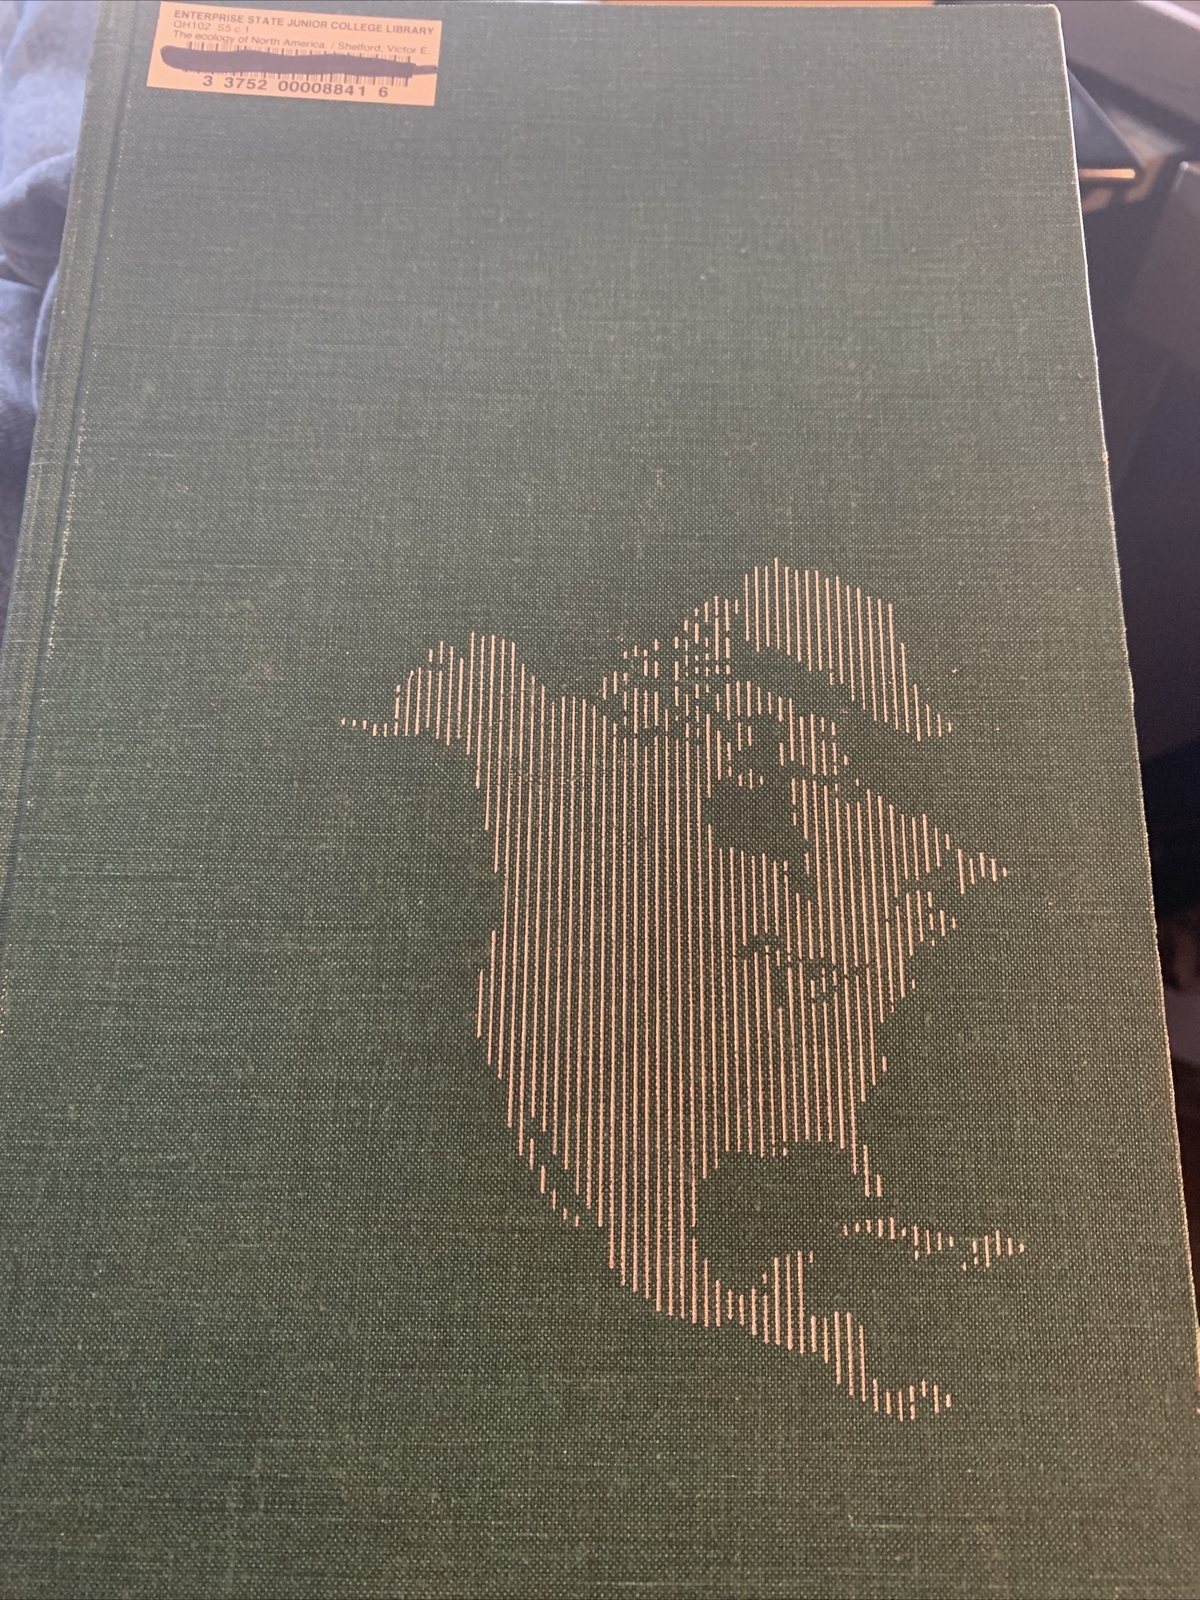 ENTERPRISE STATE JUNIOR COLLEGE LIBRARY
QH102 S5 c.1
The ecology of North America. / Shelford, Victor E.
3 3752 00008841 6